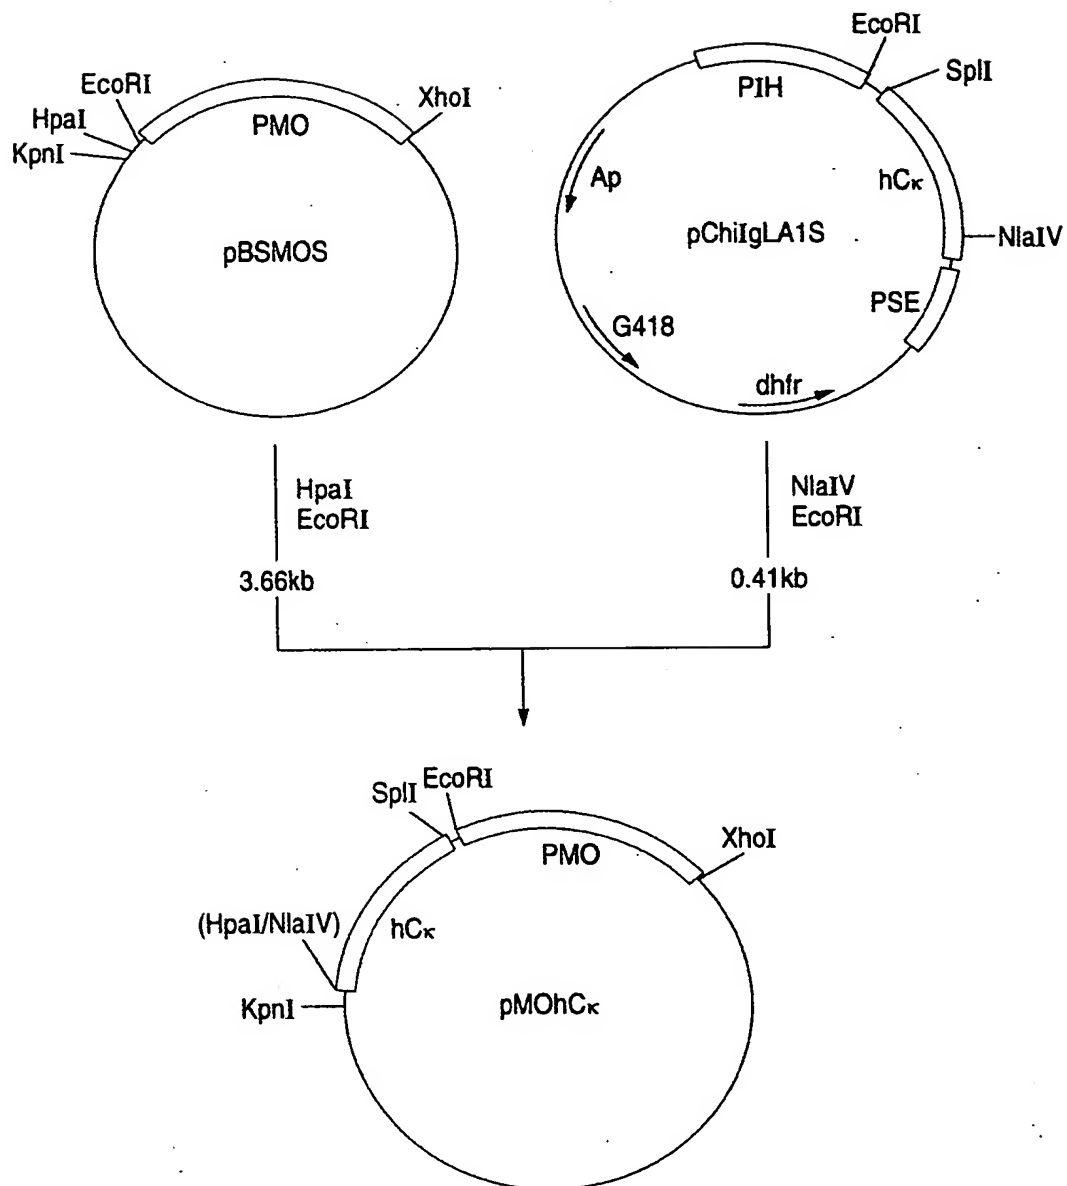 EcoRI
HpaI
KpnI
PMO
XhoI
pBSMOS
EcoRI
SplI
PIH
Ap
hCκ
pChiIgLA1S
NlaIV
PSE
G418
dhfr
HpaI
EcoRI
3.66kb
NlaIV
EcoRI
0.41kb
SplI
EcoRI
PMO
XhoI
(HpaI/NlaIV)
hCκ
KpnI
pMOhCκ